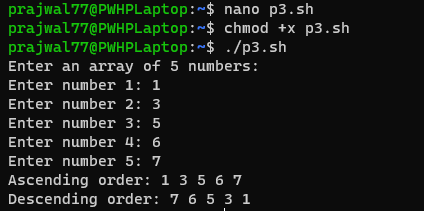 prajwal77@PWHPLaptop:~$ nano p3.sh
prajwal77@PWHPLaptop:~$ chmod +x p3.sh
prajwal77@PWHPLaptop:~$ ./p3.sh
Enter an array of 5 numbers:
Enter number 1: 1
Enter number 2: 3
Enter number 3: 5
Enter number 4: 6
Enter number 5: 7
Ascending order: 1 3 5 6 7
Descending order: 7 6 5 3 1